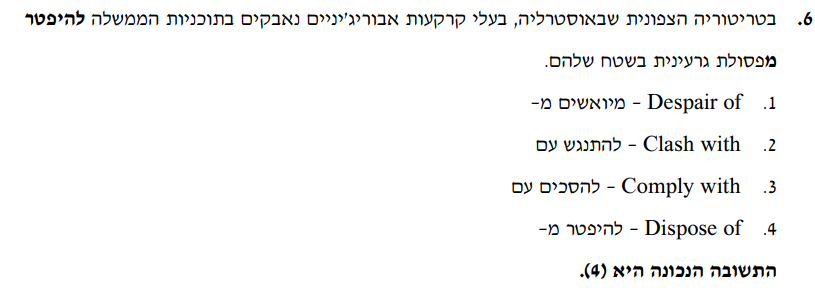 6. בטריטוריה הצפונית שבאוסטרליה, בעלי קרקעות אבוריג'יניים נאבקים בתוכניות הממשלה להיפטר
מפסולת גרעינית בשטח שלהם.
1. Despair of – מיואשים מ–
2. Clash with – להתנגש עם
3. Comply with – להסכים עם
4. Dispose of – להיפטר מ–
התשובה הנכונה היא (4).